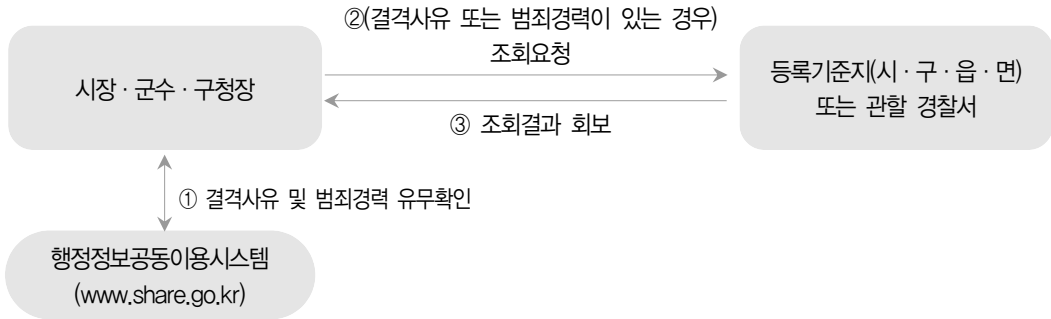 ②(결격사유 또는 범죄경력이 있는 경우)
조회요청
시장 · 군수 · 구청장
등록기준지(시 · 구 · 읍 · 면)
또는 관할 경찰서
③ 조회결과 회보
① 결격사유 및 범죄경력 유무확인
행정정보공동이용시스템
(www.share.go.kr)